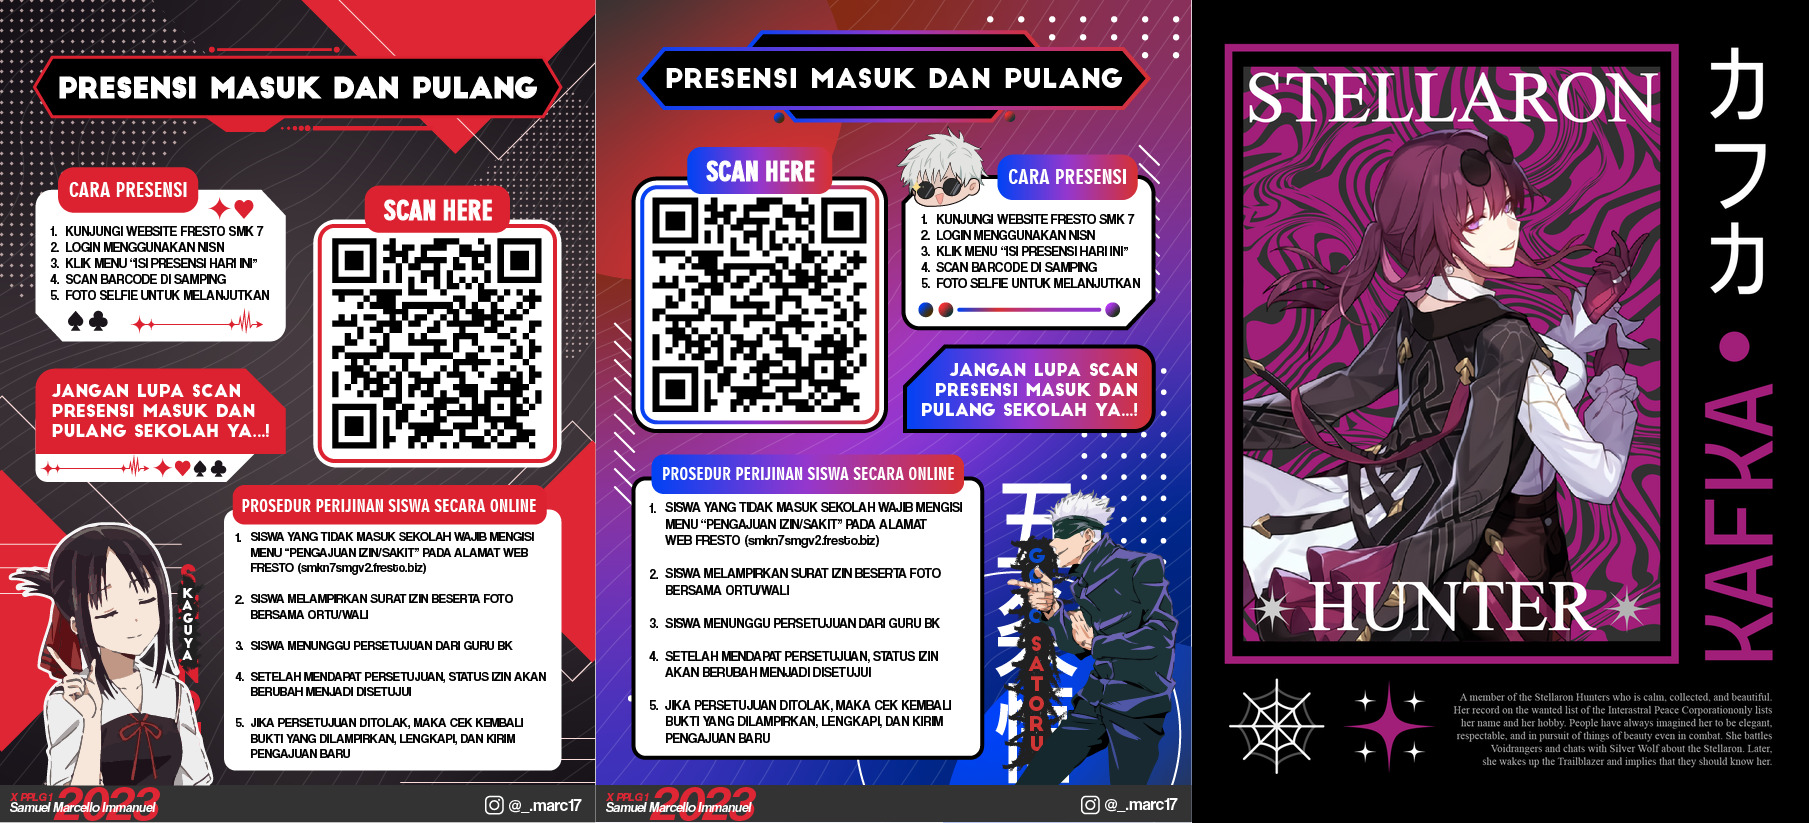 PRESENSI MASUK DAN PULANG
CARA PRESENSI
1. KUNJUNGI WEBSITE FRESTO SMK 7
2. LOGIN MENGGUNAKAN NISN
3. KLIK MENU “ISI PRESENSI HARI INI”
4. SCAN BARCODE DI SAMPING
5. FOTO SELFIE UNTUK MELANJUTKAN
SCAN HERE
JANGAN LUPA SCAN
PRESENSI MASUK DAN
PULANG SEKOLAH YA...!
PROSEDUR PERIJINAN SISWA SECARA ONLINE
1. SISWA YANG TIDAK MASUK SEKOLAH WAJIB MENGISI
MENU “PENGAJUAN IZIN/SAKIT” PADA ALAMAT WEB
FRESTO (smkn7smgv2.fresto.biz)
2. SISWA MELAMPIRKAN SURAT IZIN BESERTA FOTO
BERSAMA ORTU/WALI
3. SISWA MENUNGGU PERSETUJUAN DARI GURU BK
4. SETELAH MENDAPAT PERSETUJUAN, STATUS IZIN AKAN
BERUBAH MENJADI DISETUJUI
5. JIKA PERSETUJUAN DITOLAK, MAKA CEK KEMBALI
BUKTI YANG DILAMPIRKAN, LENGKAPI, DAN KIRIM
PENGAJUAN BARU
KAGUYA
X PPLG 1
2023
Samuel Marcello Immanuel
@_.marc17
PRESENSI MASUK DAN PULANG
SCAN HERE
CARA PRESENSI
1. KUNJUNGI WEBSITE FRESTO SMK 7
2. LOGIN MENGGUNAKAN NISN
3. KLIK MENU “ISI PRESENSI HARI INI”
4. SCAN BARCODE DI SAMPING
5. FOTO SELFIE UNTUK MELANJUTKAN
JANGAN LUPA SCAN
PRESENSI MASUK DAN
PULANG SEKOLAH YA...!
PROSEDUR PERIJINAN SISWA SECARA ONLINE
1. SISWA YANG TIDAK MASUK SEKOLAH WAJIB MENGISI
MENU “PENGAJUAN IZIN/SAKIT” PADA ALAMAT
WEB FRESTO (smkn7smgv2.fresto.biz)
2. SISWA MELAMPIRKAN SURAT IZIN BESERTA FOTO
BERSAMA ORTU/WALI
3. SISWA MENUNGGU PERSETUJUAN DARI GURU BK
4. SETELAH MENDAPAT PERSETUJUAN, STATUS IZIN
AKAN BERUBAH MENJADI DISETUJUI
5. JIKA PERSETUJUAN DITOLAK, MAKA CEK KEMBALI
BUKTI YANG DILAMPIRKAN, LENGKAPI, DAN KIRIM
PENGAJUAN BARU
GOJO SATORU
X PPLG 1
2023
Samuel Marcello Immanuel
@_.marc17
STELLARON
HUNTER
カフカ • KAFKA
A member of the Stellaron Hunters who is calm, collected, and beautiful.
Her record on the wanted list of the Interastral Peace Corporationonly lists
her name and her hobby. People have always imagined her to be elegant,
respectable, and in pursuit of things of beauty even in combat. She battles
Voidrangers and chats with Silver Wolf about the Stellaron. Later,
she wakes up the Trailblazer and implies that they should know her.